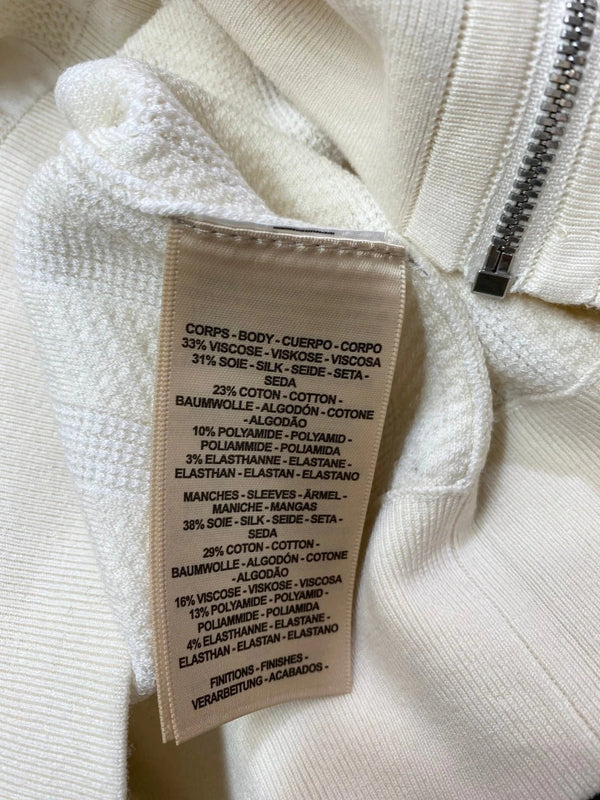 CORPS - BODY - CUERPO - CORPO
33% VISCOSE - VISKOSE - VISCOSA
31% SOIE - SILK - SEIDE - SETA -
SEDA
23% COTON - COTTON -
BAUMWOLLE - ALGODÓN - COTONE
- ALGODÃO
10% POLYAMIDE - POLYAMID -
POLIAMMIDE - POLIAMIDA
3% ELASTHANNE - ELASTANE -
ELASTHAN - ELASTAN - ELASTANO
MANCHES - SLEEVES - ÄRMEL -
MANICHE - MANGAS
38% SOIE - SILK - SEIDE - SETA -
SEDA
29% COTON - COTTON -
BAUMWOLLE - ALGODÓN - COTONE
- ALGODÃO
16% VISCOSE - VISKOSE - VISCOSA
13% POLYAMIDE - POLYAMID -
POLIAMMIDE - POLIAMIDA
4% ELASTHANNE - ELASTANE -
ELASTHAN - ELASTAN - ELASTANO
FINITIONS - FINISHES -
VERARBEITUNG - ACABADOS -